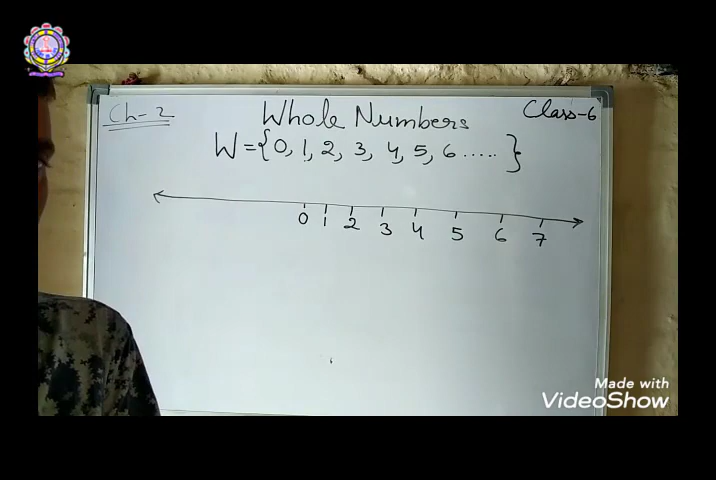 Ch-2 Whole Numbers Class-6
W={0, 1, 2, 3, 4, 5, 6.....}
0 1 2 3 4 5 6 7
Made with
VideoShow